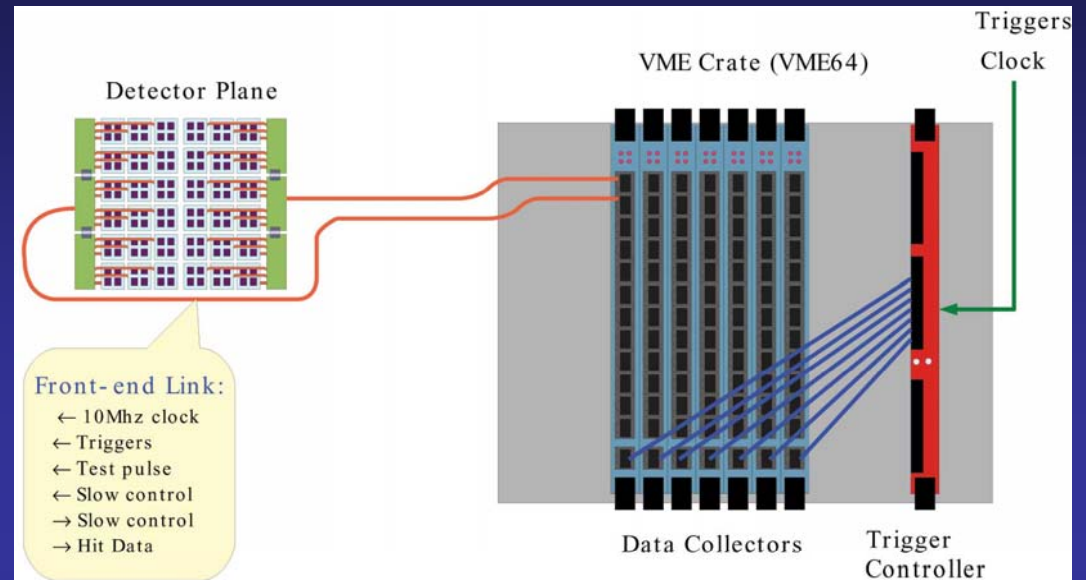 Triggers
Clock
VME Crate (VME64)
Detector Plane
Front-end Link:
← 10Mhz clock
← Triggers
← Test pulse
← Slow control
→ Slow control
→ Hit Data
Data Collectors
Trigger
Controller